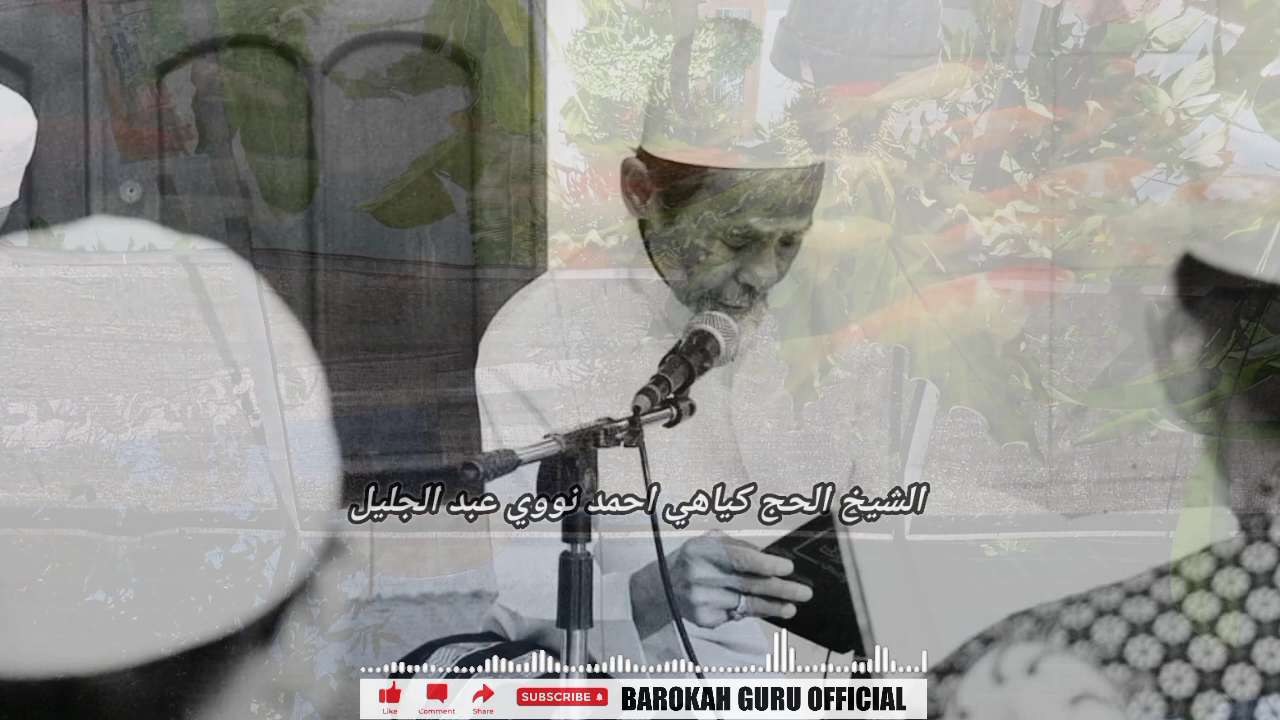 الشيخ الحج كياهي احمد نووي عبد الجليل
Like Comment Share SUBSCRIBE BAROKAH GURU OFFICIAL